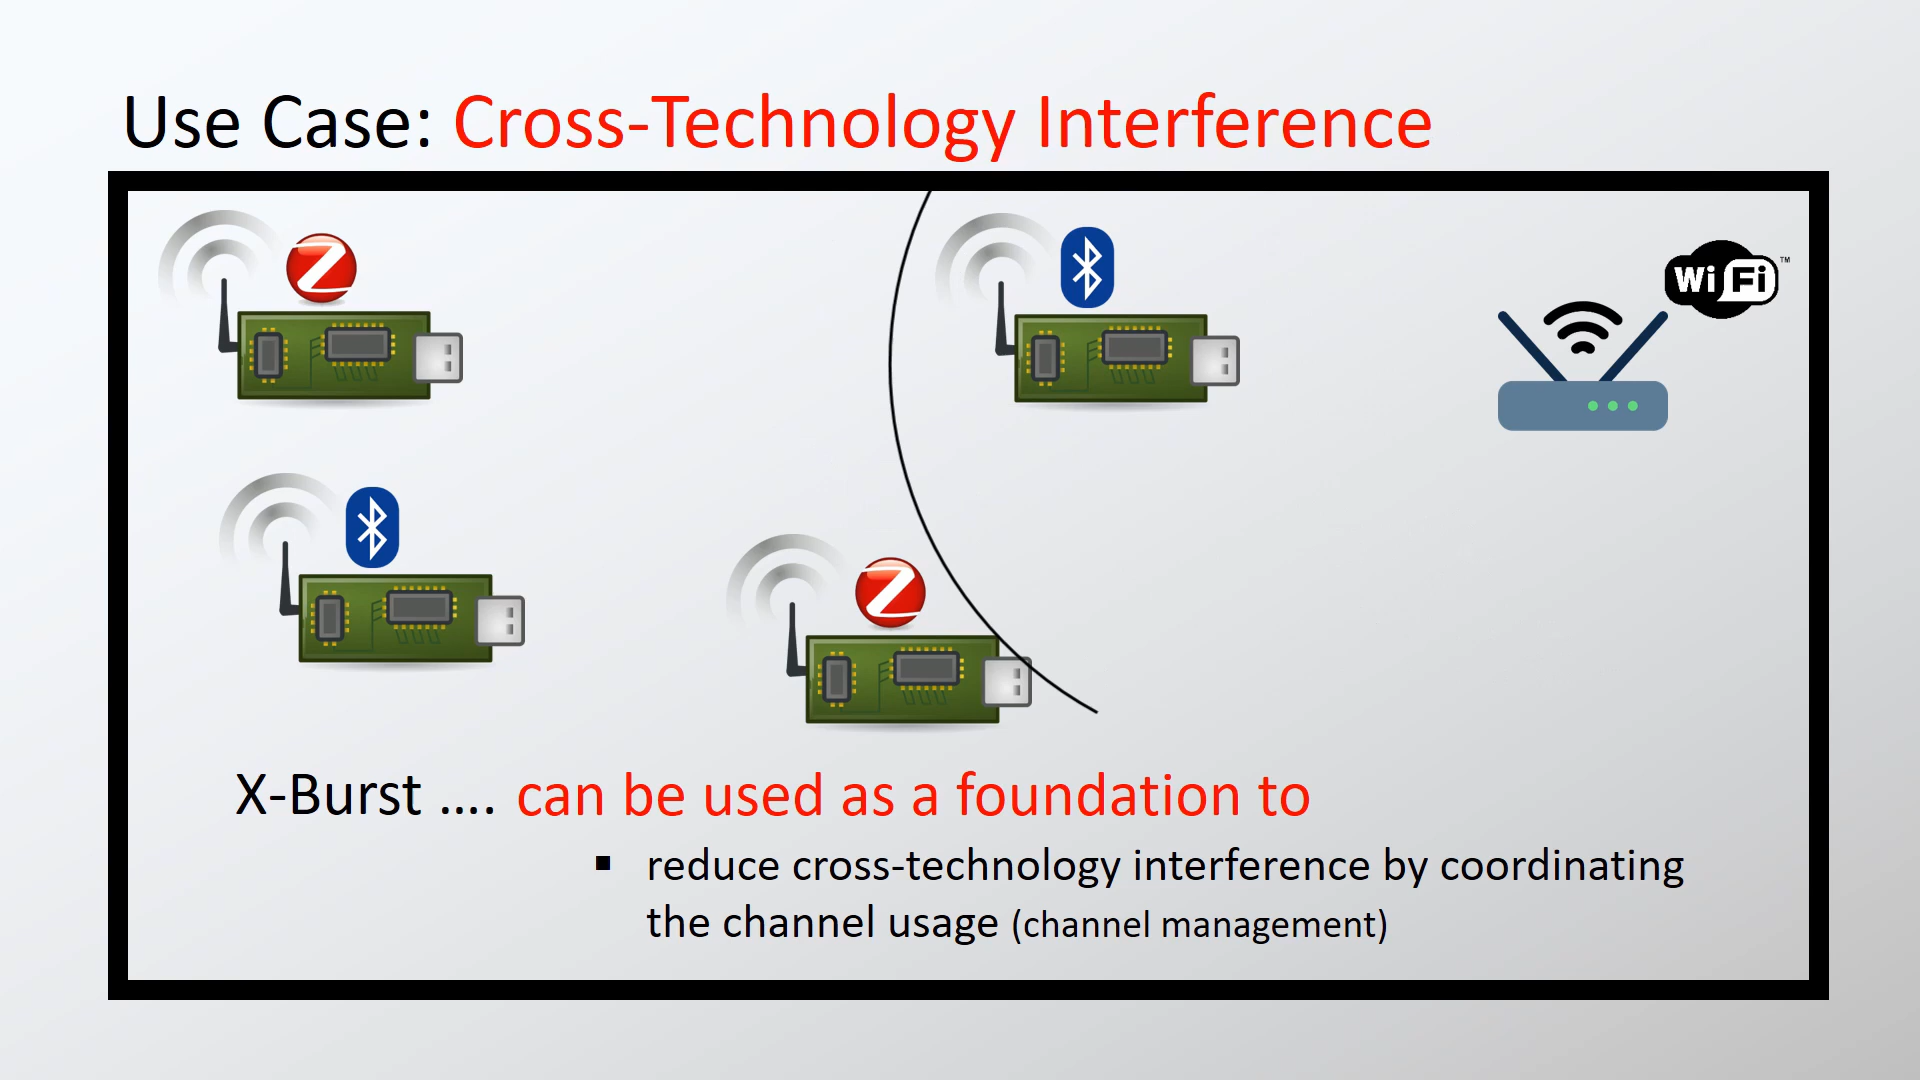 Use Case: Cross-Technology Interference
Z
Wi Fi TM
Z
X-Burst .... can be used as a foundation to
▪ reduce cross-technology interference by coordinating
the channel usage (channel management)